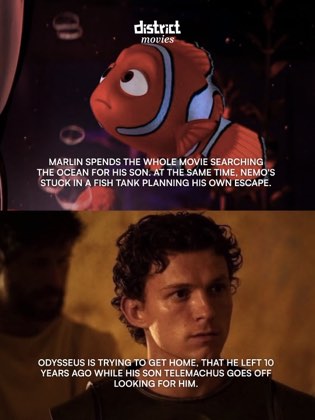 district
movies
MARLIN SPENDS THE WHOLE MOVIE SEARCHING
THE OCEAN FOR HIS SON. AT THE SAME TIME, NEMO'S
STUCK IN A FISH TANK PLANNING HIS OWN ESCAPE.
ODYSSEUS IS TRYING TO GET HOME, THAT HE LEFT 10
YEARS AGO WHILE HIS SON TELEMACHUS GOES OFF
LOOKING FOR HIM.